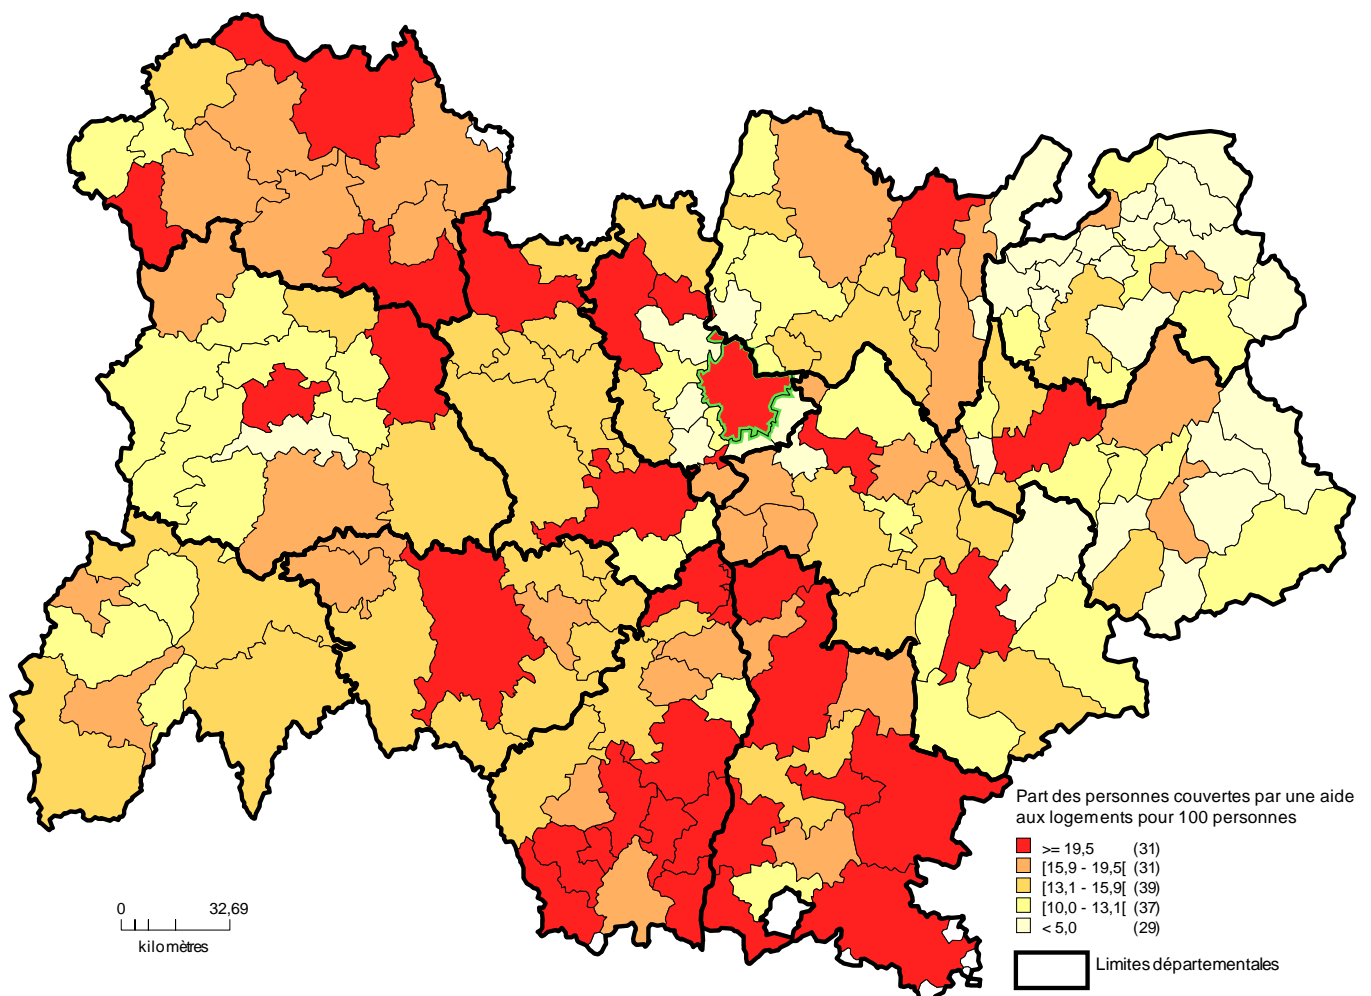 Part des personnes couvertes par une aide
aux logements pour 100 personnes
>= 19,5 (31)
[15,9 - 19,5[ (31)
[13,1 - 15,9[ (39)
[10,0 - 13,1[ (37)
< 5,0 (29)
Limites départementales
0 32,69
kilomètres